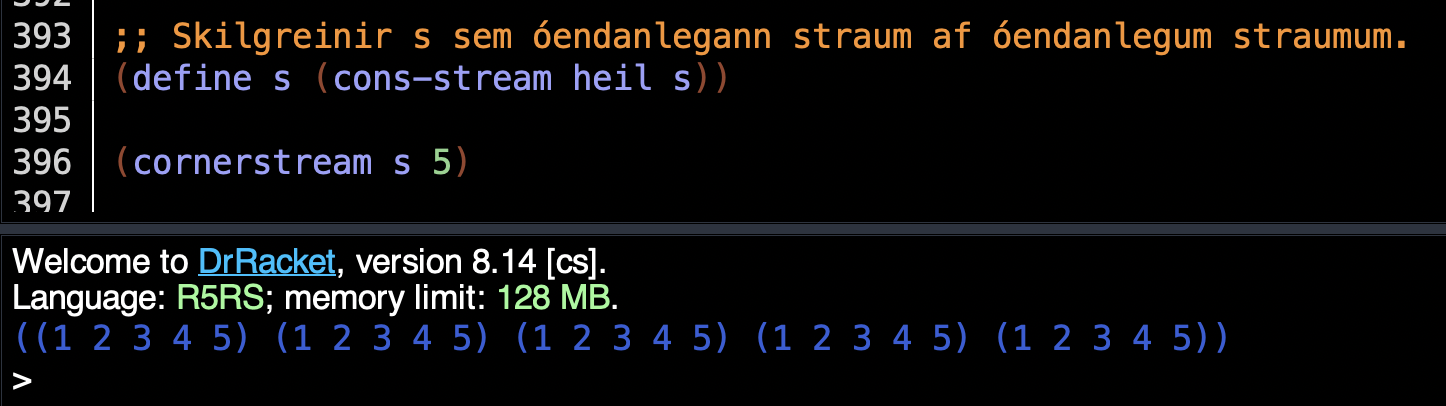 392
393 ;; Skilgreinir s sem óendanlegann straum af óendanlegum straumum.
394 (define s (cons-stream heil s))
395
396 (cornerstream s 5)
397
Welcome to DrRacket, version 8.14 [cs].
Language: R5RS; memory limit: 128 MB.
((1 2 3 4 5) (1 2 3 4 5) (1 2 3 4 5) (1 2 3 4 5) (1 2 3 4 5))
>